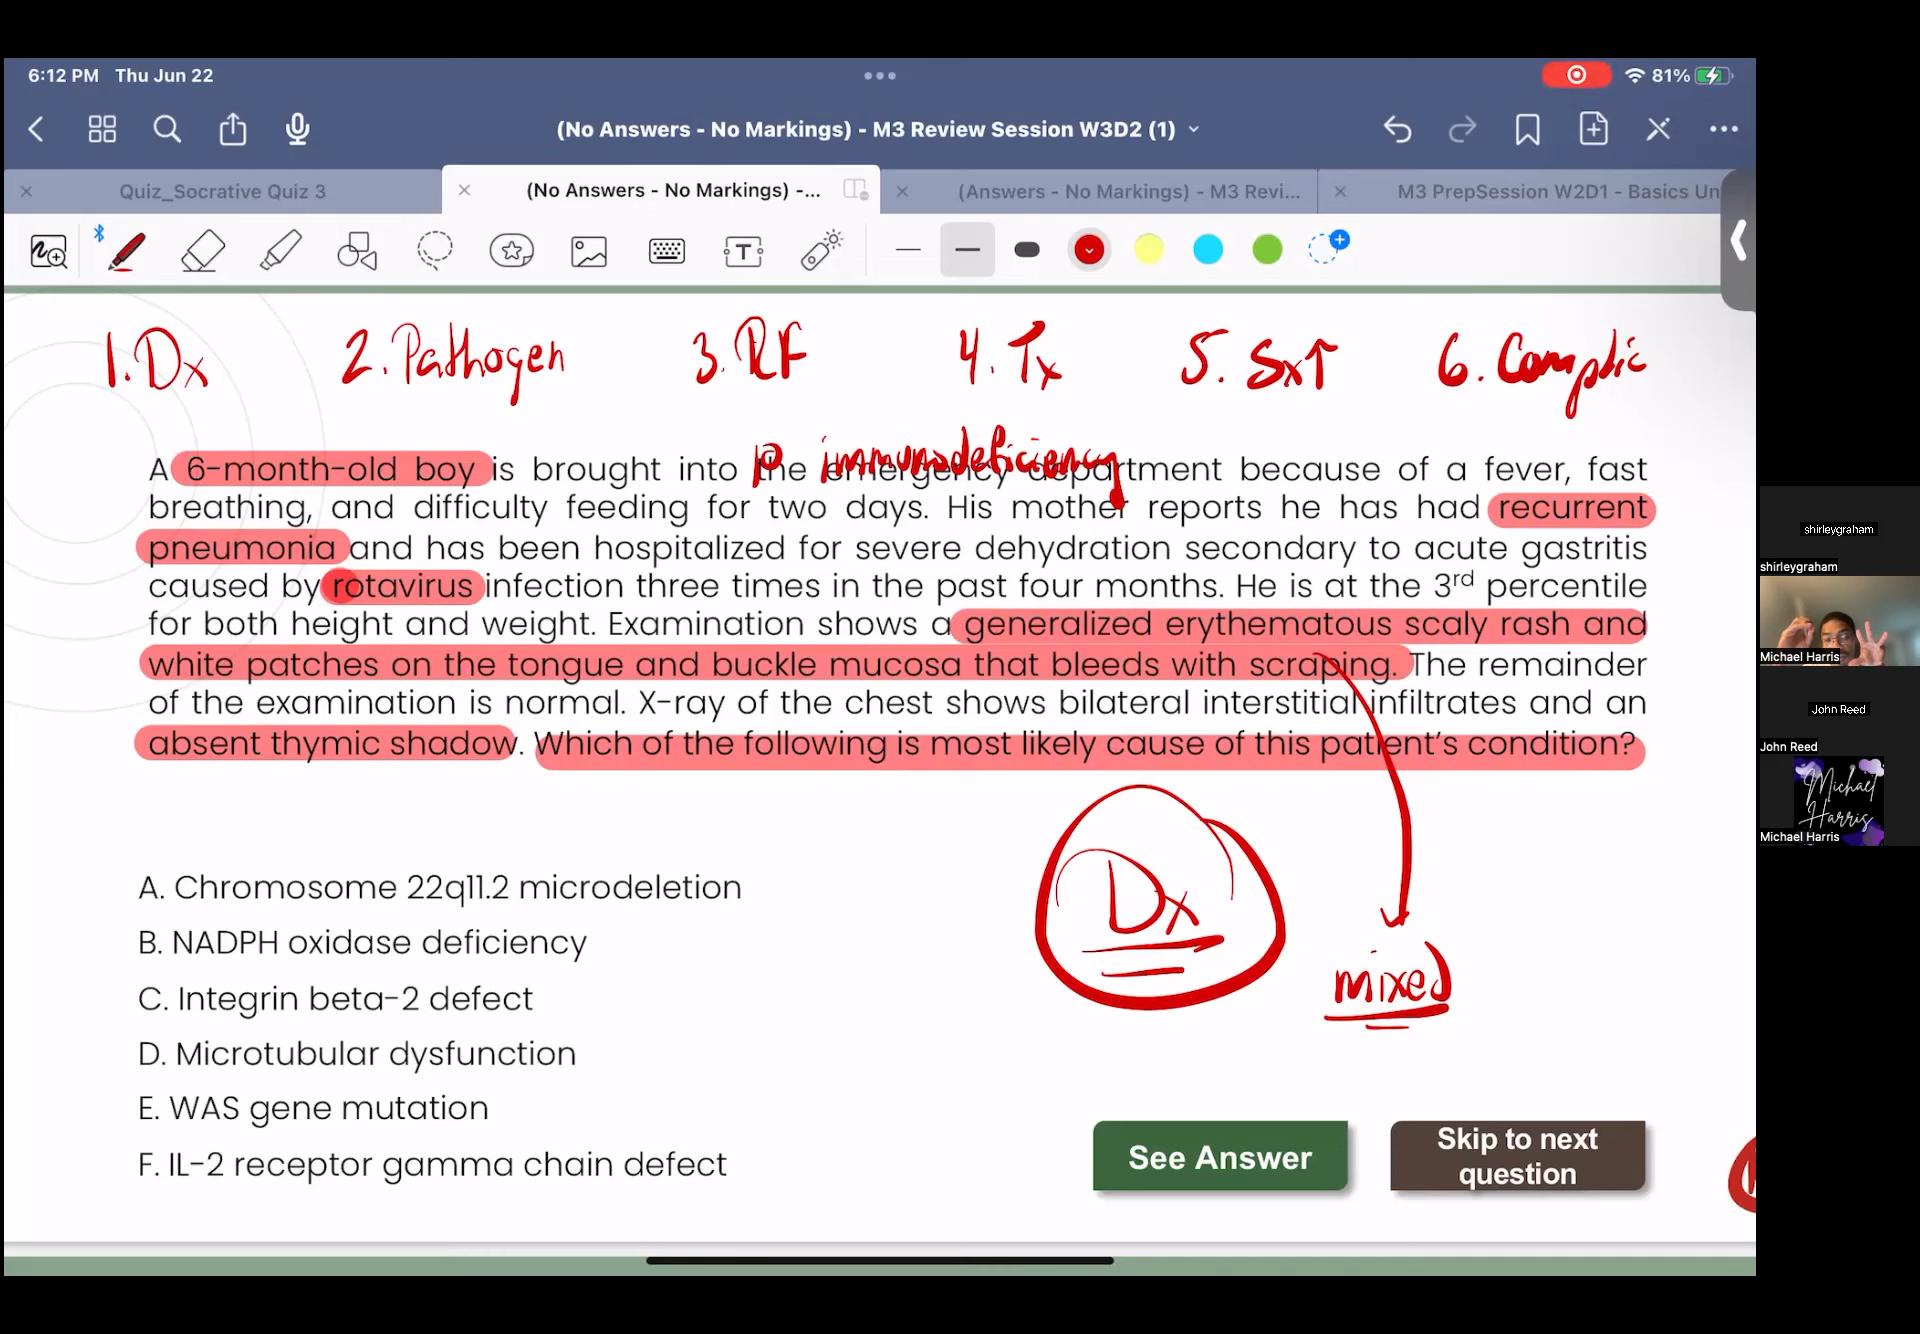 6:12 PM Thu Jun 22
81%
(No Answers - No Markings) - M3 Review Session W3D2 (1)
Quiz_Socrative Quiz 3
(No Answers - No Markings) -...
(Answers - No Markings) - M3 Revi...
M3 PrepSession W2D1 - Basics Un
1. Dx 2. Pathogen 3. RF 4. Tx 5. Sx↑ 6. Complic
1º immunodeficiency
A 6-month-old boy is brought into the emergency department because of a fever, fast
breathing, and difficulty feeding for two days. His mother reports he has had recurrent
pneumonia and has been hospitalized for severe dehydration secondary to acute gastritis
caused by rotavirus infection three times in the past four months. He is at the 3rd percentile
for both height and weight. Examination shows a generalized erythematous scaly rash and
white patches on the tongue and buckle mucosa that bleeds with scraping. The remainder
of the examination is normal. X-ray of the chest shows bilateral interstitial infiltrates and an
absent thymic shadow. Which of the following is most likely cause of this patient's condition?
Dx
mixed
A. Chromosome 22q11.2 microdeletion
B. NADPH oxidase deficiency
C. Integrin beta-2 defect
D. Microtubular dysfunction
E. WAS gene mutation
F. IL-2 receptor gamma chain defect
See Answer
Skip to next
question
shirleygraham
shirleygraham
Michael Harris
John Reed
John Reed
Michael
Harris
Michael Harris